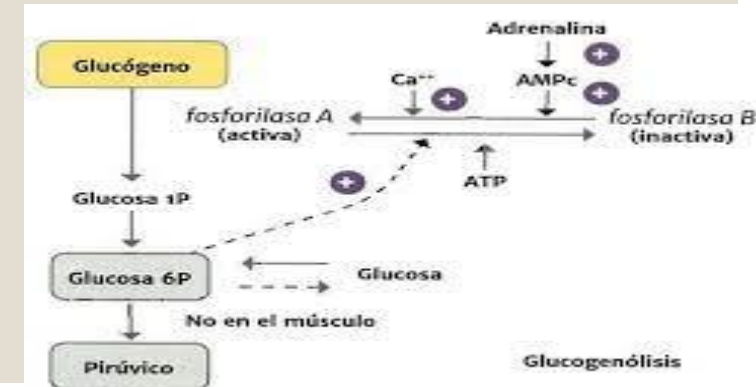 Adrenalina
+
Glucógeno
Ca++
AMPc
+
+
fosforilasa A
(activa)
fosforilasa B
(inactiva)
ATP
+
Glucosa 1P
Glucosa 6P
Glucosa
No en el músculo
Pirúvico
Glucogenólisis